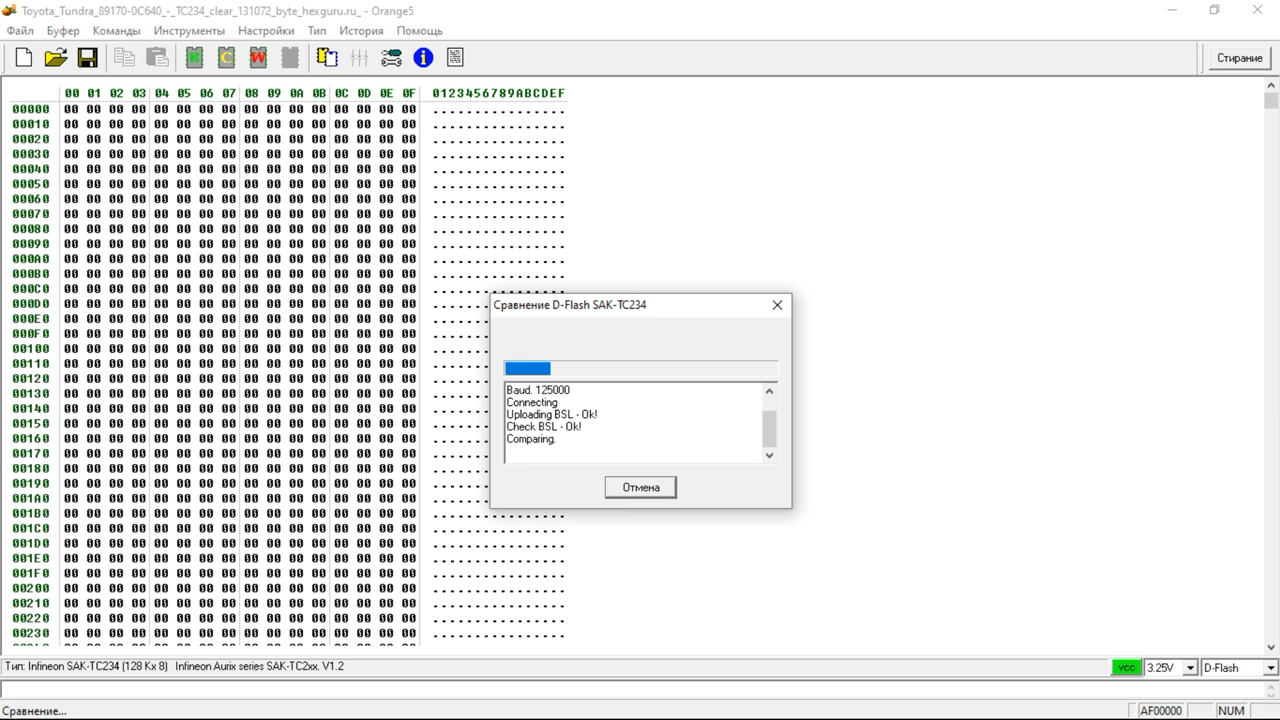 Toyota_Tundra_89170-0C640_-_TC234_clear_131072_byte_hexguru.ru_ - Orange5
Файл Буфер Команды Инструменты Настройки Тип История Помощь
R C W i Стирание
00 01 02 03 04 05 06 07 08 09 0A 0B 0C 0D 0E 0F 0123456789ABCDEF
00000 00 00 00 00 00 00 00 00 00 00 00 00 00 00 00 00 ................
00010 00 00 00 00 00 00 00 00 00 00 00 00 00 00 00 00 ................
00020 00 00 00 00 00 00 00 00 00 00 00 00 00 00 00 00 ................
00030 00 00 00 00 00 00 00 00 00 00 00 00 00 00 00 00 ................
00040 00 00 00 00 00 00 00 00 00 00 00 00 00 00 00 00 ................
00050 00 00 00 00 00 00 00 00 00 00 00 00 00 00 00 00 ................
00060 00 00 00 00 00 00 00 00 00 00 00 00 00 00 00 00 ................
00070 00 00 00 00 00 00 00 00 00 00 00 00 00 00 00 00 ................
00080 00 00 00 00 00 00 00 00 00 00 00 00 00 00 00 00 ................
00090 00 00 00 00 00 00 00 00 00 00 00 00 00 00 00 00 ................
000A0 00 00 00 00 00 00 00 00 00 00 00 00 00 00 00 00 ................
000B0 00 00 00 00 00 00 00 00 00 00 00 00 00 00 00 00 ................
000C0 00 00 00 00 00 00 00 00 00 00 00 00 00 00 00 00 ................
000D0 00 00 00 00 00 00 00 00 00 00 00 00 00 00 00 00 .......
000E0 00 00 00 00 00 00 00 00 00 00 00 00 00 00 00 00 .......
000F0 00 00 00 00 00 00 00 00 00 00 00 00 00 00 00 00 .......
00100 00 00 00 00 00 00 00 00 00 00 00 00 00 00 00 00 .......
00110 00 00 00 00 00 00 00 00 00 00 00 00 00 00 00 00 .......
00120 00 00 00 00 00 00 00 00 00 00 00 00 00 00 00 00 .......
00130 00 00 00 00 00 00 00 00 00 00 00 00 00 00 00 00 .......
00140 00 00 00 00 00 00 00 00 00 00 00 00 00 00 00 00 .......
00150 00 00 00 00 00 00 00 00 00 00 00 00 00 00 00 00 .......
00160 00 00 00 00 00 00 00 00 00 00 00 00 00 00 00 00 .......
00170 00 00 00 00 00 00 00 00 00 00 00 00 00 00 00 00 .......
00180 00 00 00 00 00 00 00 00 00 00 00 00 00 00 00 00 .......
00190 00 00 00 00 00 00 00 00 00 00 00 00 00 00 00 00 .......
001A0 00 00 00 00 00 00 00 00 00 00 00 00 00 00 00 00 .......
001B0 00 00 00 00 00 00 00 00 00 00 00 00 00 00 00 00 ................
001C0 00 00 00 00 00 00 00 00 00 00 00 00 00 00 00 00 ................
001D0 00 00 00 00 00 00 00 00 00 00 00 00 00 00 00 00 ................
001E0 00 00 00 00 00 00 00 00 00 00 00 00 00 00 00 00 ................
001F0 00 00 00 00 00 00 00 00 00 00 00 00 00 00 00 00 ................
00200 00 00 00 00 00 00 00 00 00 00 00 00 00 00 00 00 ................
00210 00 00 00 00 00 00 00 00 00 00 00 00 00 00 00 00 ................
00220 00 00 00 00 00 00 00 00 00 00 00 00 00 00 00 00 ................
00230 00 00 00 00 00 00 00 00 00 00 00 00 00 00 00 00 ................
Сравнение D-Flash SAK-TC234
Baud. 125000
Connecting
Uploading BSL - Ok!
Check BSL - Ok!
Comparing.
Отмена
Тип: Infineon SAK-TC234 (128 Kx 8) Infineon Aurix series SAK-TC2xx. V1.2 vcc 3.25V D-Flash
Сравнение... AF00000 NUM